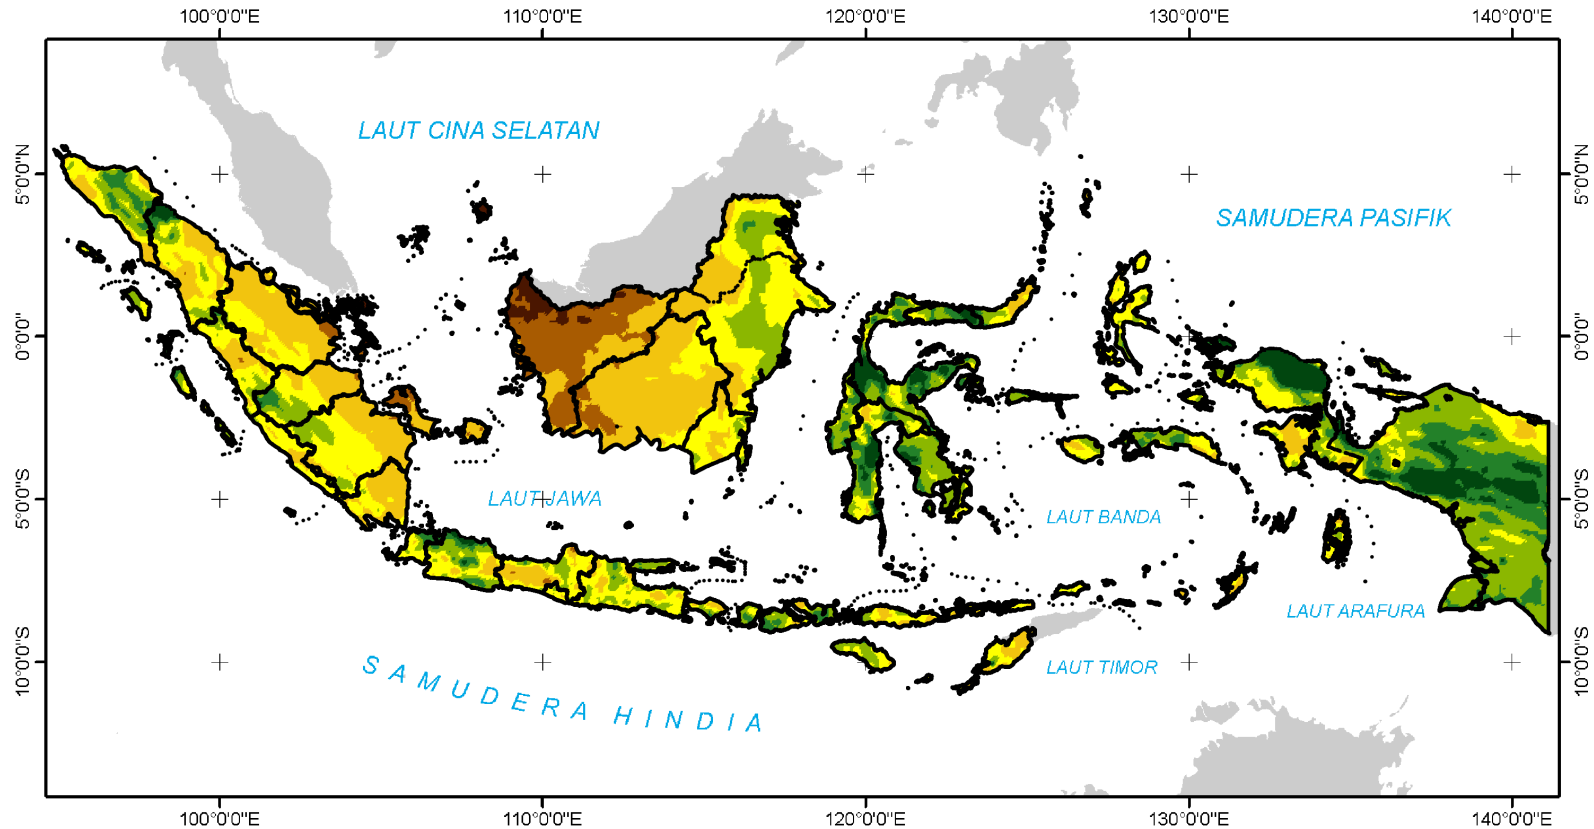 100°0'0"E 110°0'0"E 120°0'0"E 130°0'0"E 140°0'0"E
LAUT CINA SELATAN
5°0'0"N 5°0'0"N
SAMUDERA PASIFIK
0°0'0" 0°0'0"
5°0'0"S 5°0'0"S
LAUT JAWA
LAUT BANDA
LAUT ARAFURA
10°0'0"S 10°0'0"S
LAUT TIMOR
SAMUDERA HINDIA
100°0'0"E 110°0'0"E 120°0'0"E 130°0'0"E 140°0'0"E